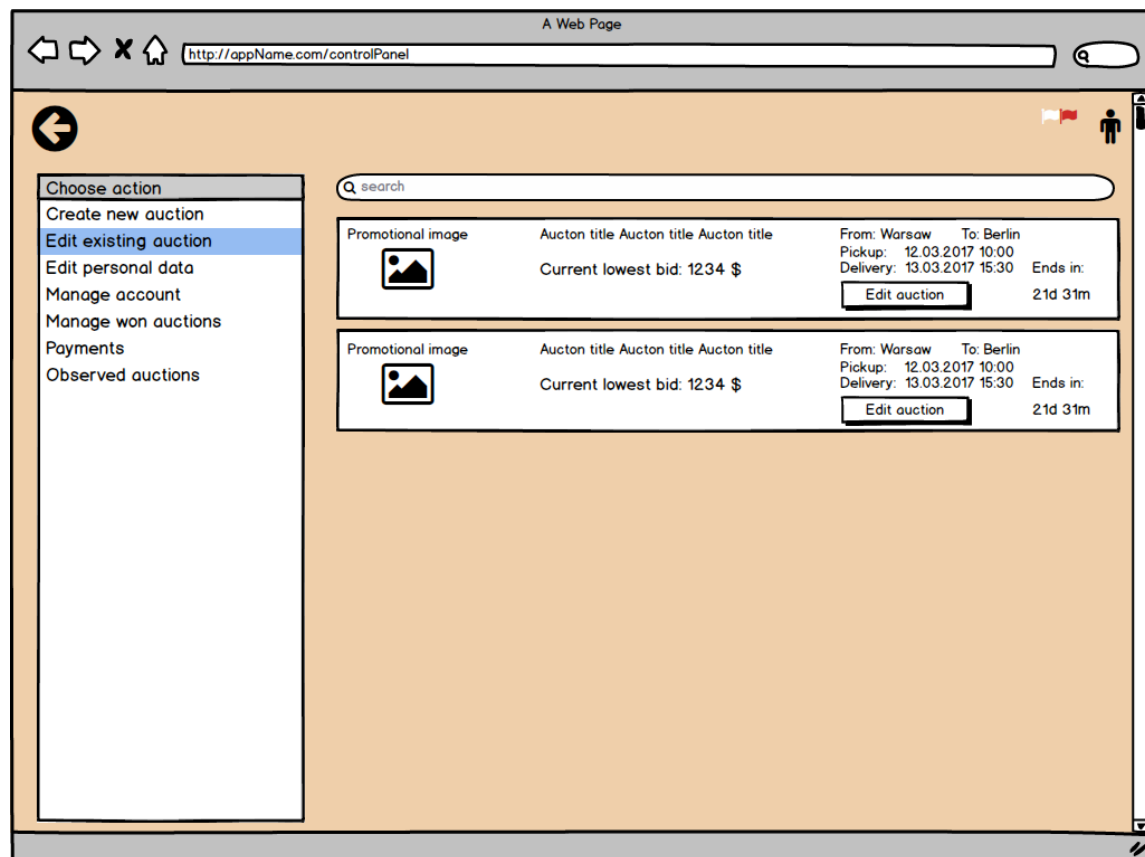 A Web Page
http://appName.com/controlPanel
Choose action
Create new auction
Edit existing auction
Edit personal data
Manage account
Manage won auctions
Payments
Observed auctions
search
Promotional image
Aucton title Aucton title Aucton title
Current lowest bid: 1234 $
From: Warsaw To: Berlin
Pickup: 12.03.2017 10:00
Delivery: 13.03.2017 15:30 Ends in:
Edit auction 21d 31m
Promotional image
Aucton title Aucton title Aucton title
Current lowest bid: 1234 $
From: Warsaw To: Berlin
Pickup: 12.03.2017 10:00
Delivery: 13.03.2017 15:30 Ends in:
Edit auction 21d 31m